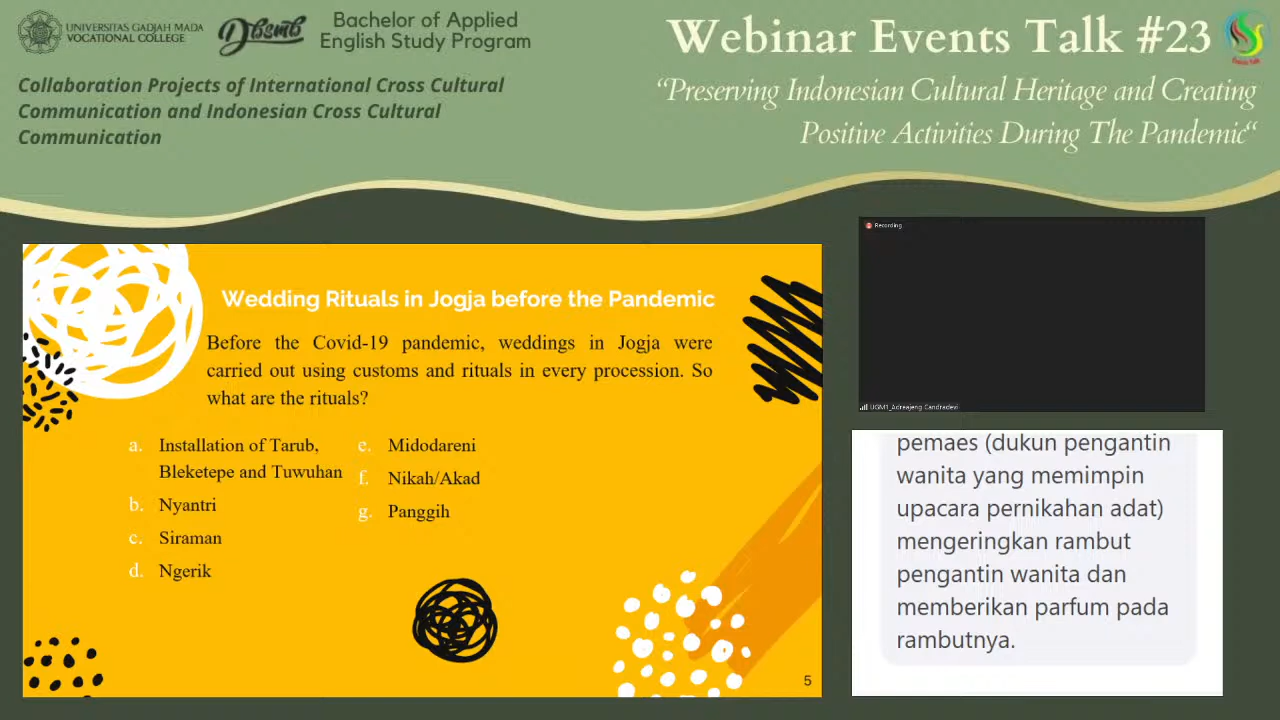 UNIVERSITAS GADJAH MADA
VOCATIONAL COLLEGE
Dbsmb
Bachelor of Applied
English Study Program
Webinar Events Talk #23
Collaboration Projects of International Cross Cultural
Communication and Indonesian Cross Cultural
Communication
“Preserving Indonesian Cultural Heritage and Creating
Positive Activities During The Pandemic“
Wedding Rituals in Jogja before the Pandemic
Before the Covid-19 pandemic, weddings in Jogja were
carried out using customs and rituals in every procession. So
what are the rituals?
a. Installation of Tarub,
Bleketepe and Tuwuhan
b. Nyantri
c. Siraman
d. Ngerik
e. Midodareni
f. Nikah/Akad
g. Panggih
5
Recording
UGM1_Adreajeng Candradevi
pemaes (dukun pengantin
wanita yang memimpin
upacara pernikahan adat)
mengeringkan rambut
pengantin wanita dan
memberikan parfum pada
rambutnya.